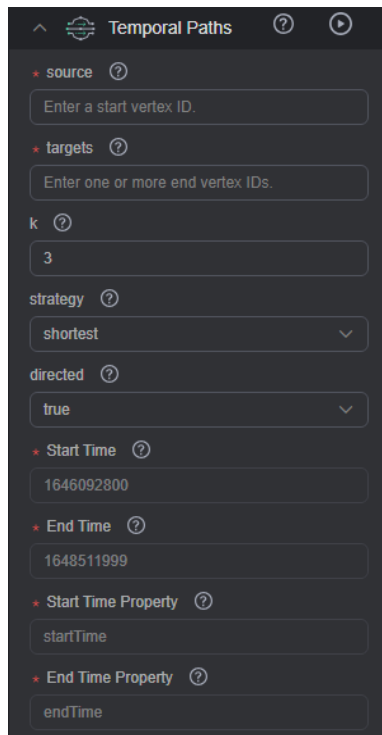 Temporal Paths
* source
Enter a start vertex ID.
* targets
Enter one or more end vertex IDs.
k
3
strategy
shortest
directed
true
* Start Time
1646092800
* End Time
1648511999
* Start Time Property
startTime
* End Time Property
endTime